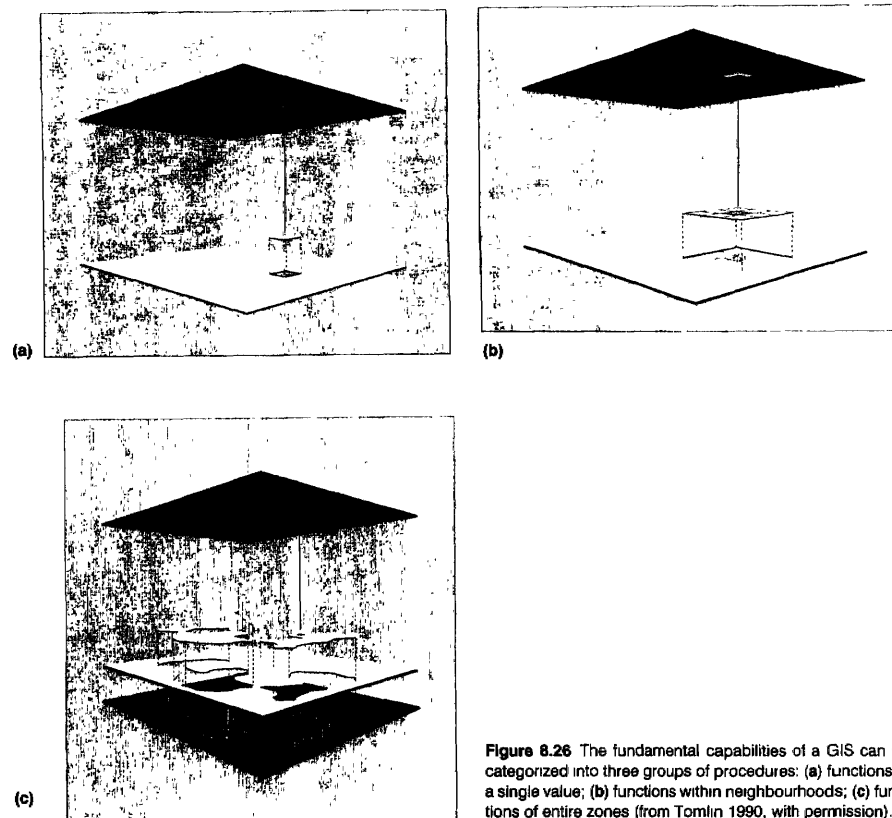 (a)
(b)
(c)
Figure 8.26 The fundamental capabilities of a GIS can
categorized into three groups of procedures: (a) functions
a single value; (b) functions within neighbourhoods; (c) fur
tions of entire zones (from Tomlin 1990, with permission).